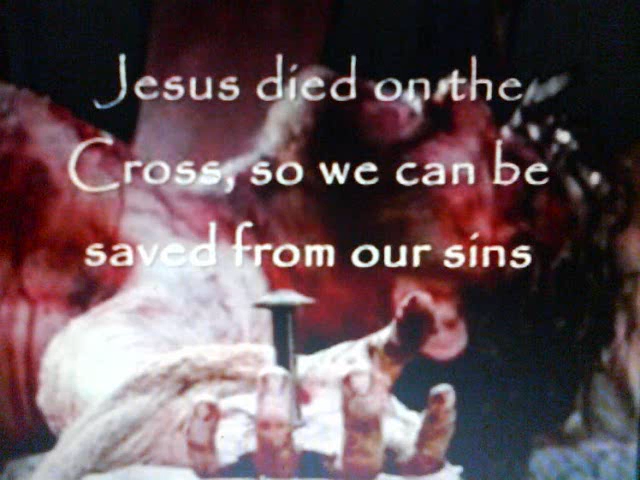 Jesus died on the
Cross, so we can be
saved from our sins